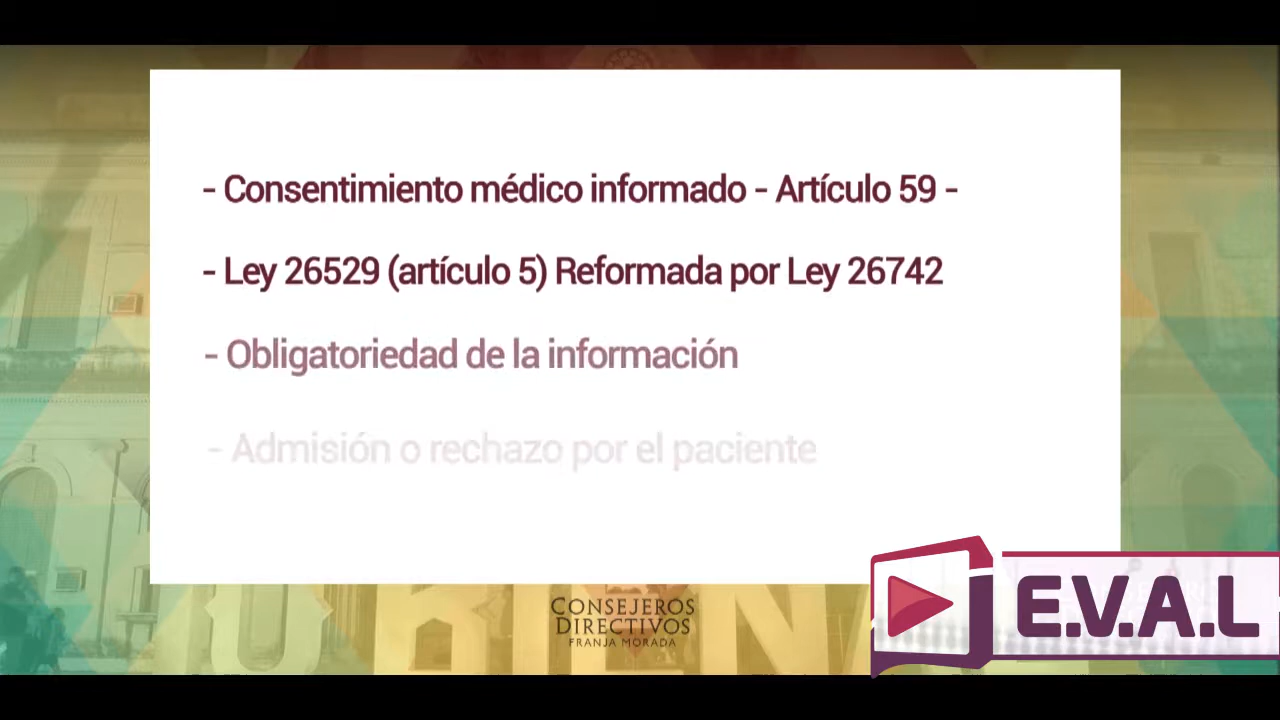 - Consentimiento médico informado - Artículo 59 -
- Ley 26529 (artículo 5) Reformada por Ley 26742
- Obligatoriedad de la información
- Admisión o rechazo por el paciente
CONSEJEROS
DIRECTIVOS
FRANJA MORADA
E.V.A.L